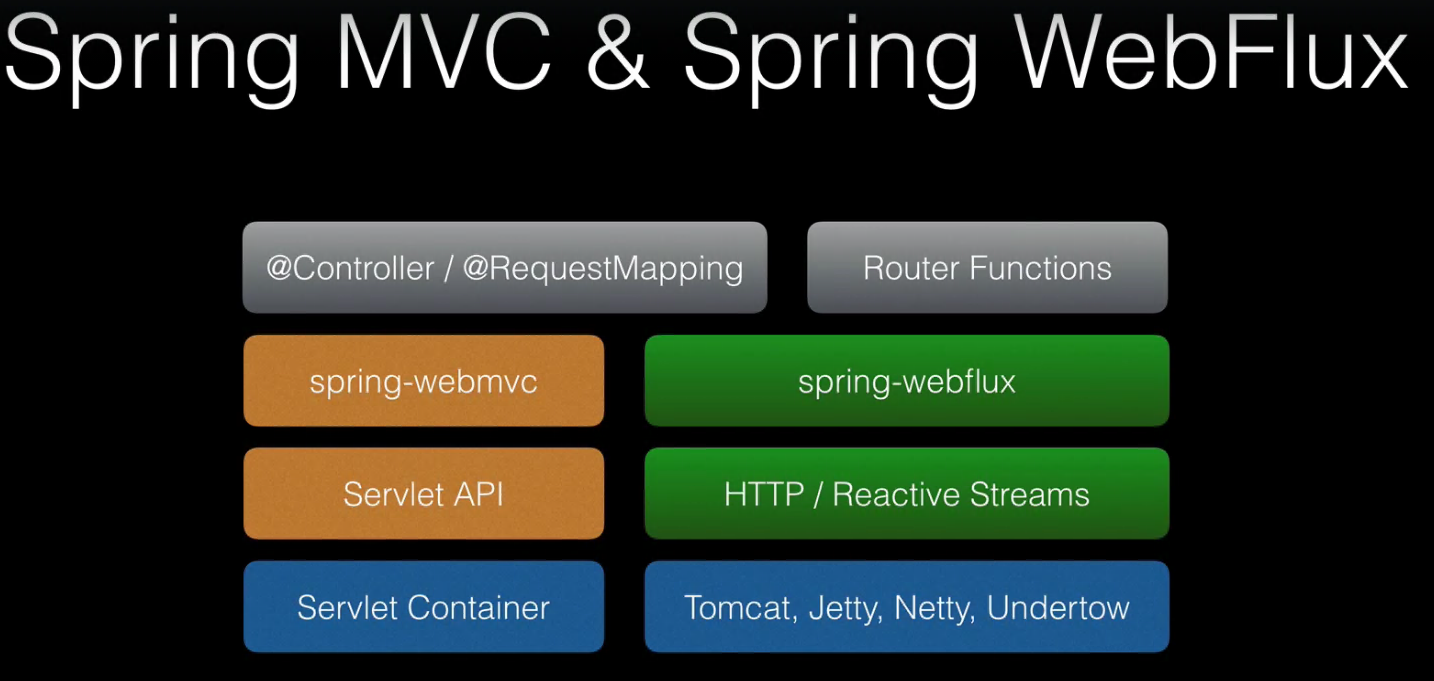 Spring MVC & Spring WebFlux
@Controller / @RequestMapping
Router Functions
spring-webmvc
spring-webflux
Servlet API
HTTP / Reactive Streams
Servlet Container
Tomcat, Jetty, Netty, Undertow